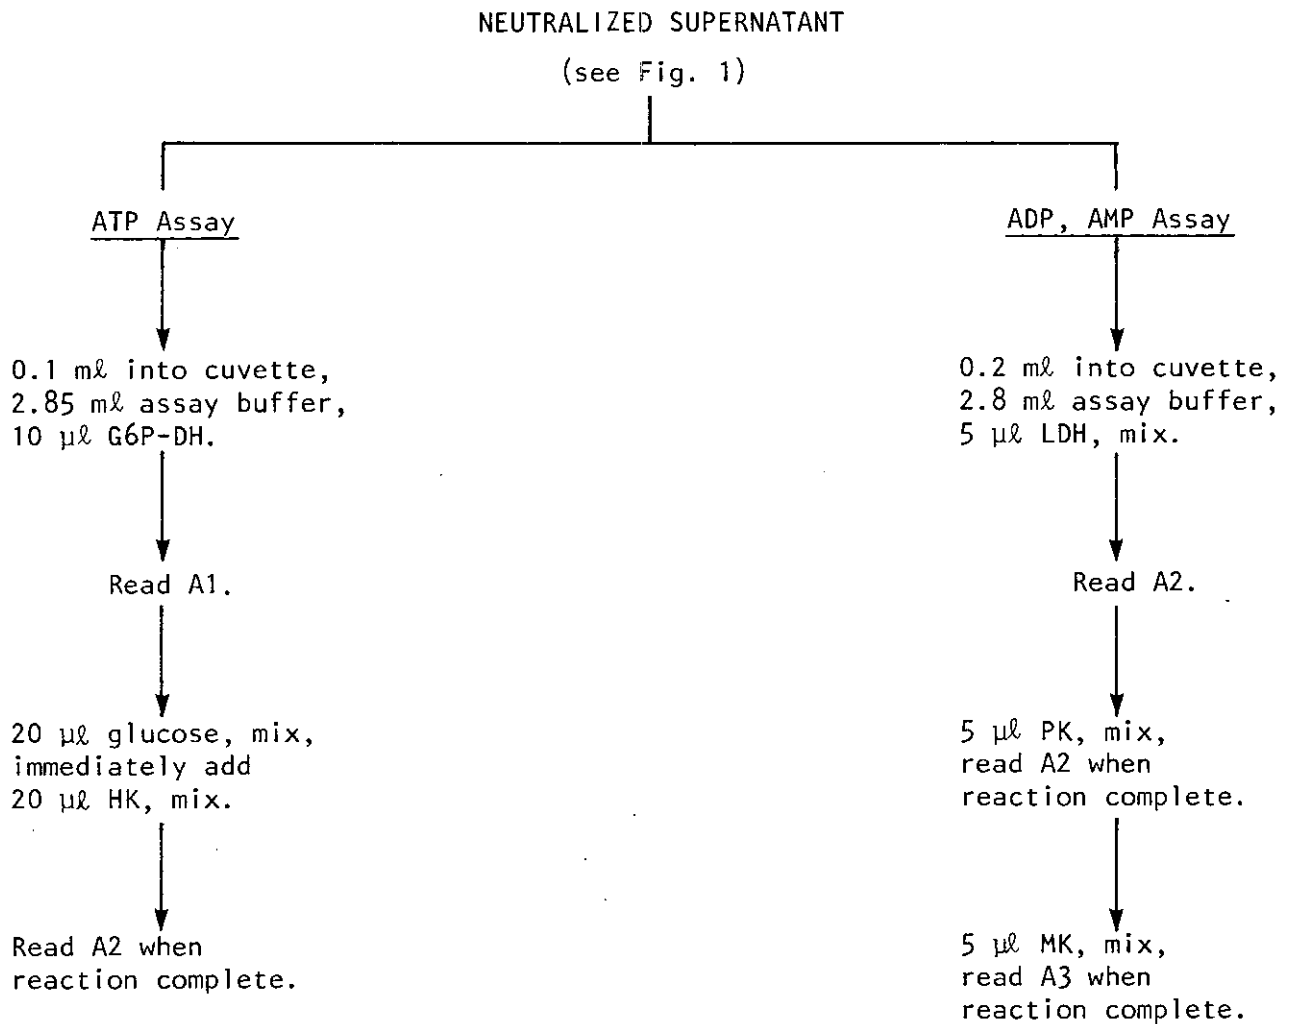 NEUTRALIZED SUPERNATANT
(see Fig. 1)
ATP Assay
0.1 mℓ into cuvette,
2.85 mℓ assay buffer,
10 μℓ G6P-DH.
Read A1.
20 μℓ glucose, mix,
immediately add
20 μℓ HK, mix.
Read A2 when
reaction complete.
ADP, AMP Assay
0.2 mℓ into cuvette,
2.8 mℓ assay buffer,
5 μℓ LDH, mix.
Read A2.
5 μℓ PK, mix,
read A2 when
reaction complete.
5 μℓ MK, mix,
read A3 when
reaction complete.